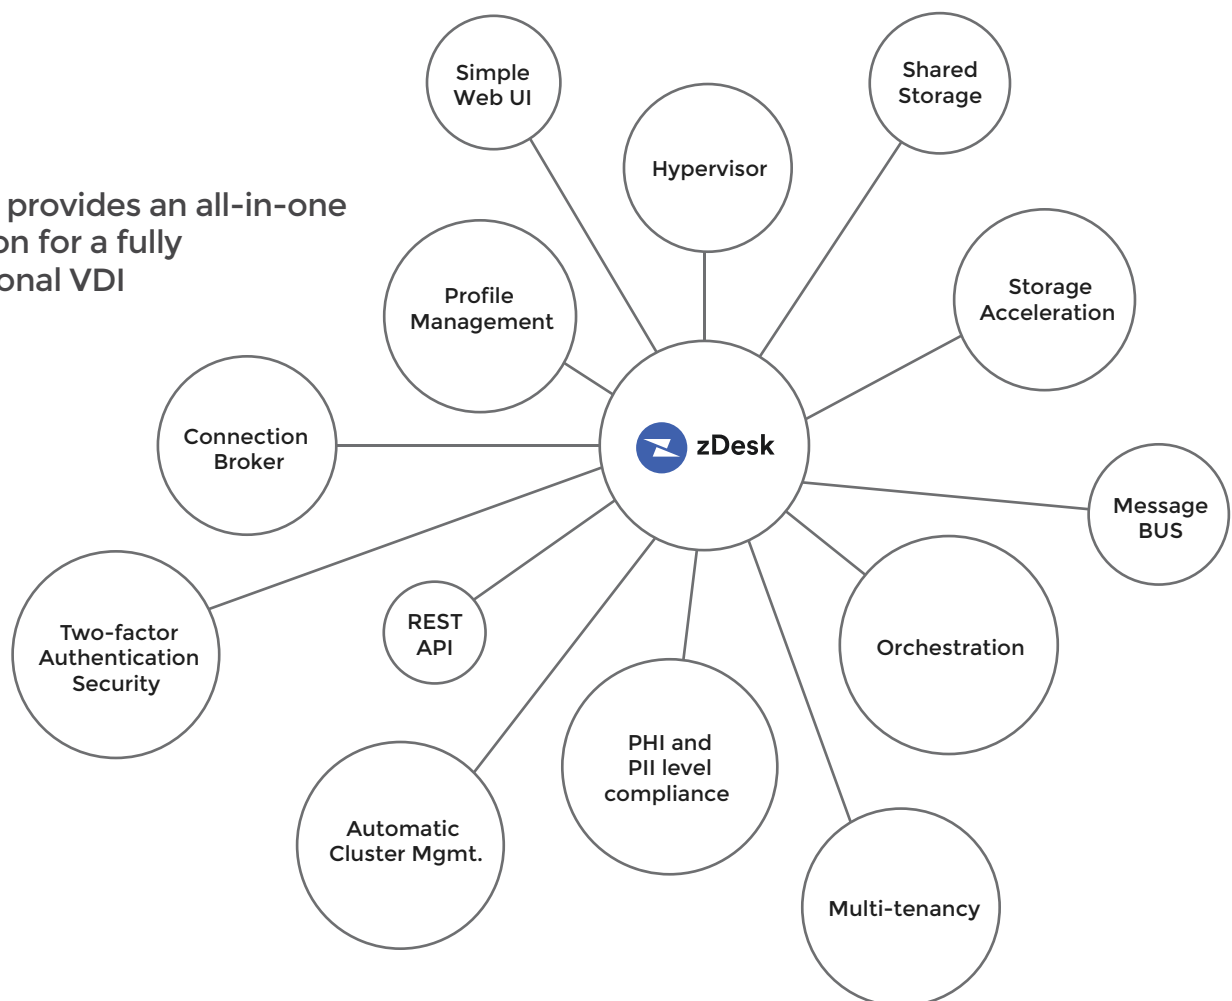 Simple
Web UI
Shared
Storage
Hypervisor
provides an all-in-one
for a fully
VDI
Profile
Management
Storage
Acceleration
Connection
Broker
zDesk
Message
BUS
Two-factor
Authentication
Security
REST
API
Orchestration
PHI and
PII level
compliance
Automatic
Cluster Mgmt.
Multi-tenancy